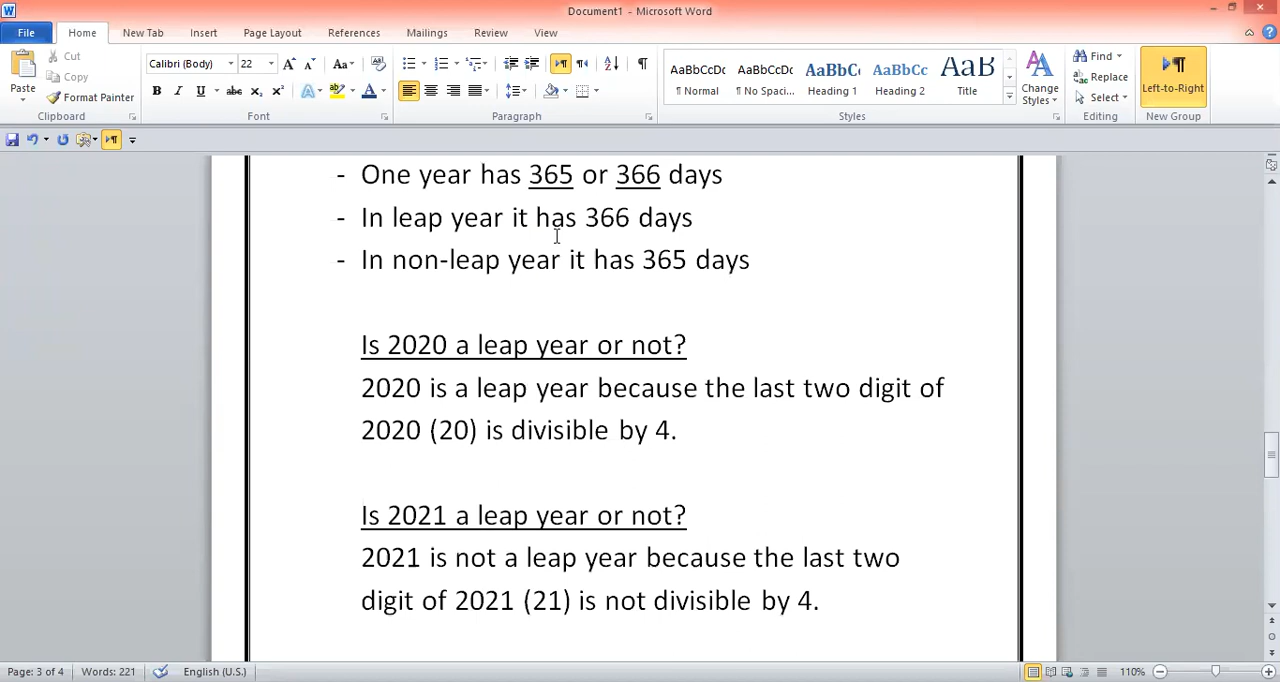 Document1 - Microsoft Word
File Home New Tab Insert Page Layout References Mailings Review View
Paste
Cut
Copy
Format Painter
Clipboard
Calibri (Body) 22
Font
Paragraph
AaBbCcDc AaBbCcDc AaBbC AaBbCc AaB
¶ Normal ¶ No Spaci... Heading 1 Heading 2 Title
Styles
Change
Styles
Find
Replace
Select
Editing
Left-to-Right
New Group
- One year has 365 or 366 days
- In leap year it has 366 days
- In non-leap year it has 365 days
Is 2020 a leap year or not?
2020 is a leap year because the last two digit of
2020 (20) is divisible by 4.
Is 2021 a leap year or not?
2021 is not a leap year because the last two
digit of 2021 (21) is not divisible by 4.
Page: 3 of 4 Words: 221 English (U.S.) 110%